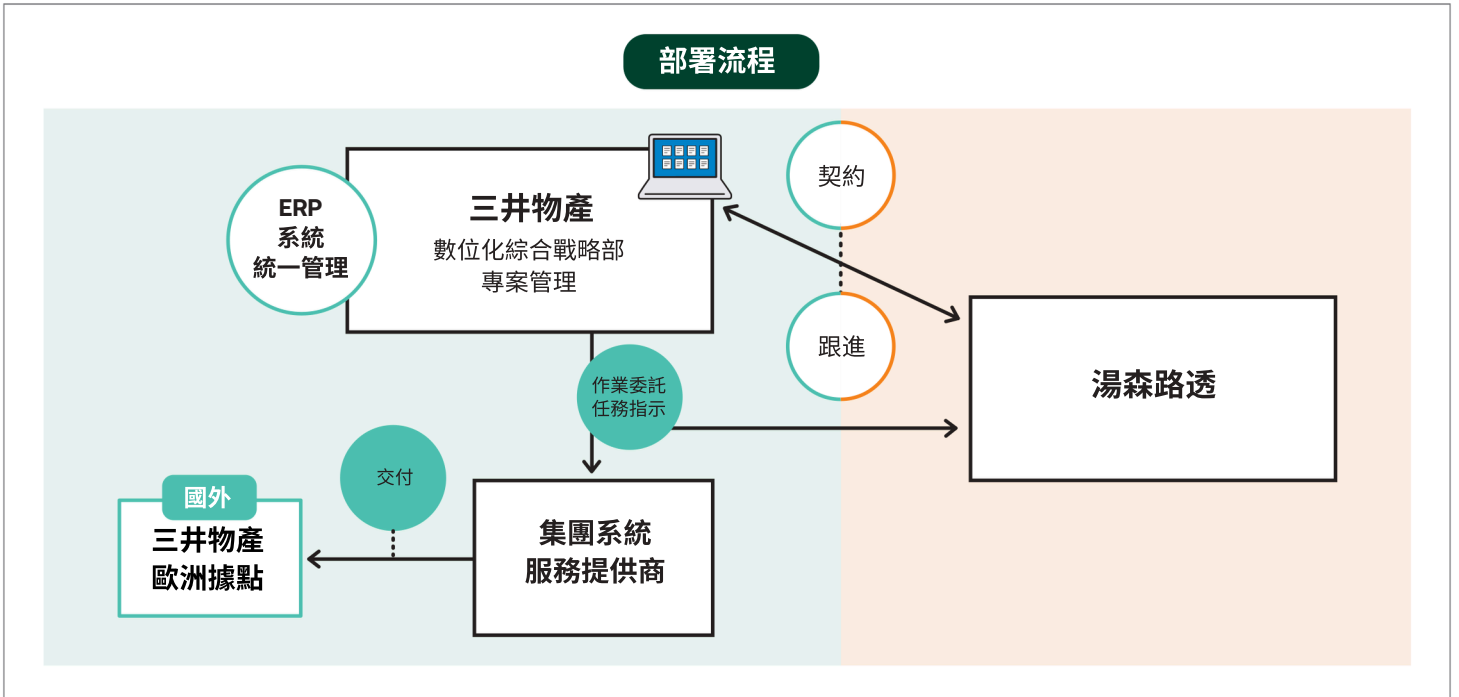 部署流程
ERP
系統
統一管理
三井物產
數位化綜合戰略部
專案管理
契約
跟進
湯森路透
作業委託
任務指示
交付
國外
三井物產
歐洲據點
集團系統
服務提供商